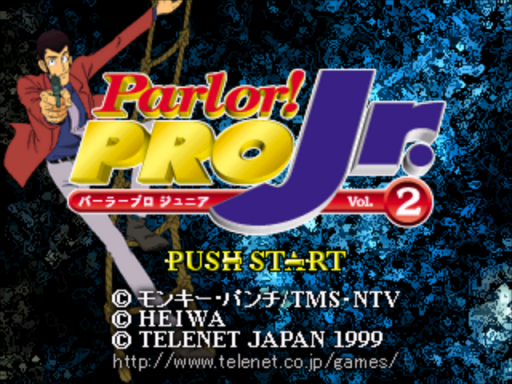 Parlor!
PRO Jr.
パーラープロ ジュニア Vol. 2
PUSH START
© モンキー・パンチ/TMS・NTV
© HEIWA
© TELENET JAPAN 1999
http://www.telenet.co.jp/games/